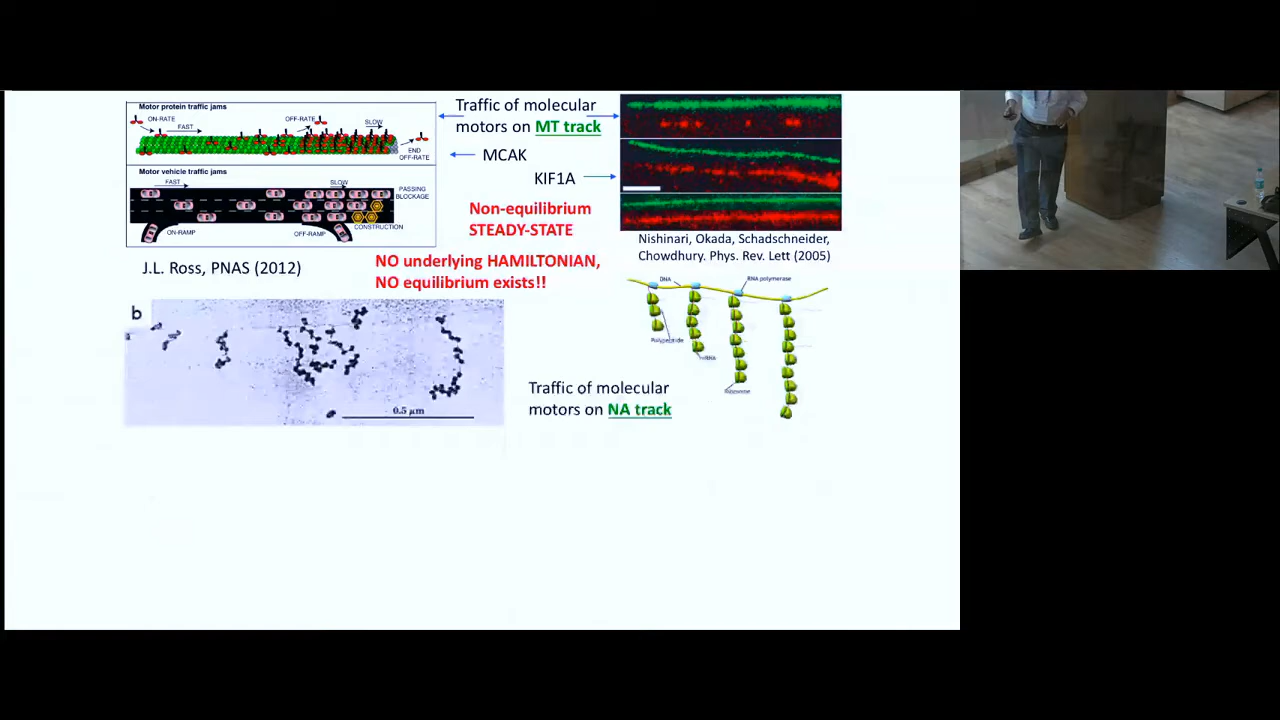 Motor protein traffic jams
ON-RATE
FAST
OFF-RATE
SLOW
END
OFF-RATE
Motor vehicle traffic jams
FAST
SLOW
PASSING
BLOCKAGE
CONSTRUCTION
ON-RAMP
OFF-RAMP
J.L. Ross, PNAS (2012)
Traffic of molecular
motors on MT track
MCAK
KIF1A
Non-equilibrium
STEADY-STATE
NO underlying HAMILTONIAN,
NO equilibrium exists!!
Nishinari, Okada, Schadschneider,
Chowdhury. Phys. Rev. Lett (2005)
b
0.5 μm
DNA
RNA polymerase
Polypeptide
mRNA
Ribosome
Traffic of molecular
motors on NA track